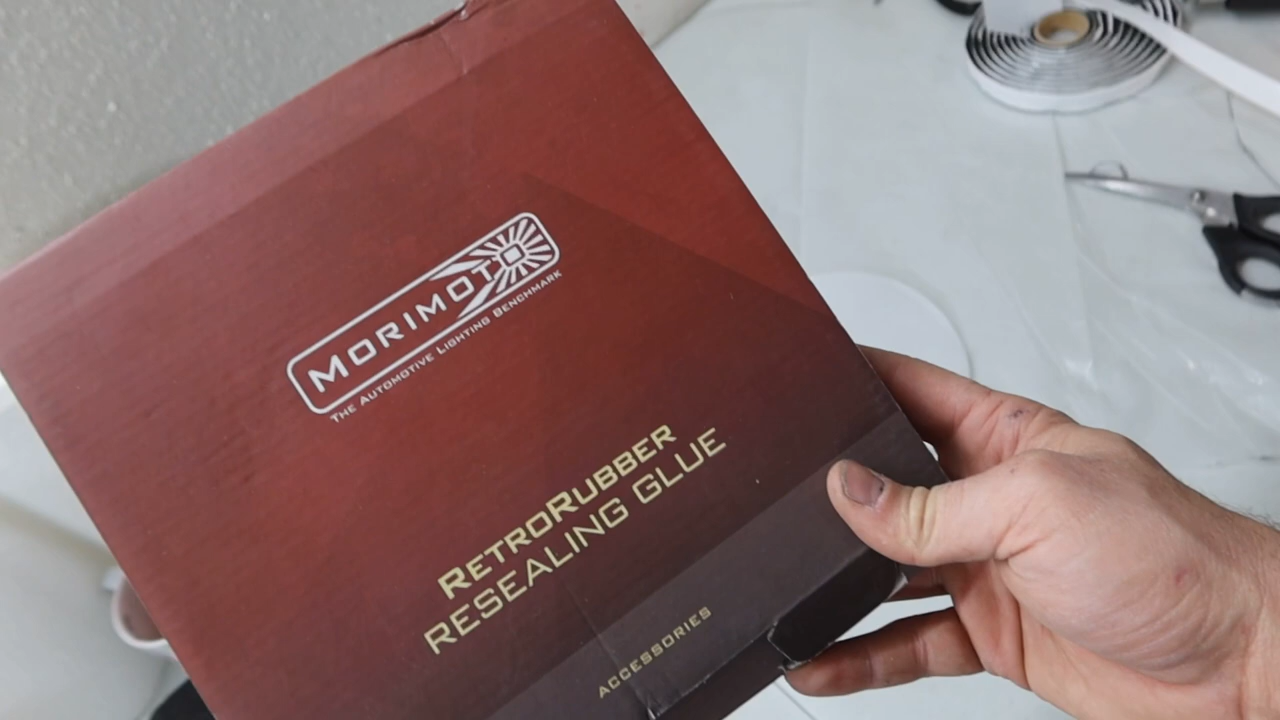 MORIMOTO
THE AUTOMOTIVE LIGHTING BENCHMARK
RETRORUBBER
RESEALING GLUE
ACCESSORIES